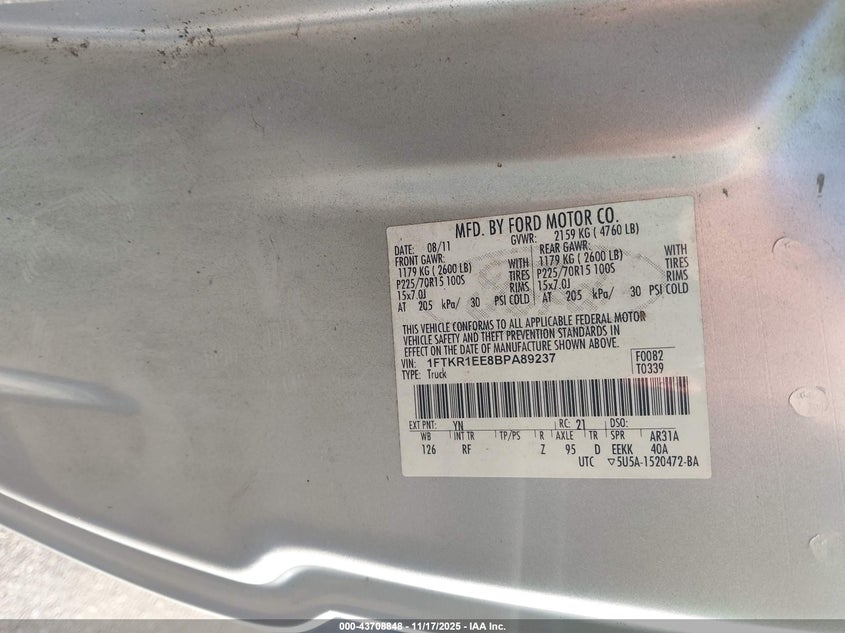 MFD. BY FORD MOTOR CO.
DATE: 08/11 GVWR: 2159 KG ( 4760 LB)
FRONT GAWR: WITH REAR GAWR: WITH
1179 KG ( 2600 LB) TIRES 1179 KG ( 2600 LB) TIRES
P225/70R15 100S RIMS P225/70R15 100S RIMS
15x7.0J 15x7.0J
AT 205 kPa/ 30 PSI COLD AT 205 kPa/ 30 PSI COLD
THIS VEHICLE CONFORMS TO ALL APPLICABLE FEDERAL MOTOR
VEHICLE SAFETY AND THEFT PREVENTION STANDARDS IN
EFFECT ON THE DATE OF MANUFACTURE SHOWN ABOVE.
VIN: 1FTKR1EE8BPA89237 F0082
TYPE: Truck T0339
EXT PNT: YN RC: 21 DSO:
WB INT TR TP/PS R AXLE TR SPR AR31A
126 RF Z 95 D EEKK 40A
UTC ▽5U5A-1520472-BA
000-43708848 - 11/17/2025 - IAA Inc.